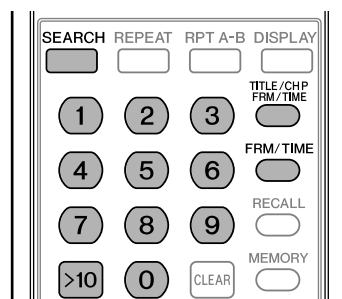 SEARCH REPEAT RPT A-B DISPLAY
TITLE/CHP
FRM/TIME
1 2 3
FRM/TIME
4 5 6
RECALL
7 8 9
MEMORY
>10 0 CLEAR